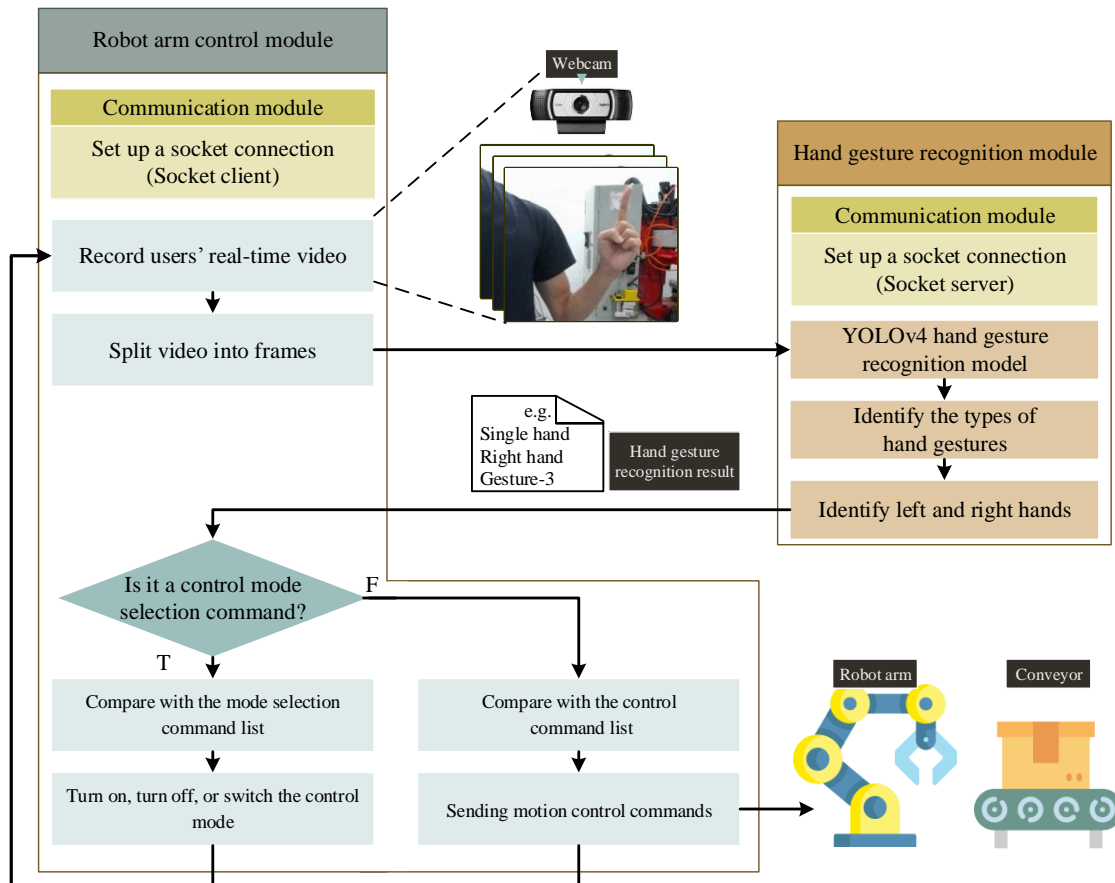 Robot arm control module
Communication module
Set up a socket connection
(Socket client)
Record users' real-time video
Split video into frames
Webcam
Hand gesture recognition module
Communication module
Set up a socket connection
(Socket server)
YOLOv4 hand gesture
recognition model
Identify the types of
hand gestures
Identify left and right hands
e.g.
Single hand
Right hand
Gesture-3
Hand gesture
recognition result
Is it a control mode
selection command?
F
T
Compare with the mode selection
command list
Turn on, turn off, or switch the control
mode
Compare with the control
command list
Sending motion control commands
Robot arm
Conveyor